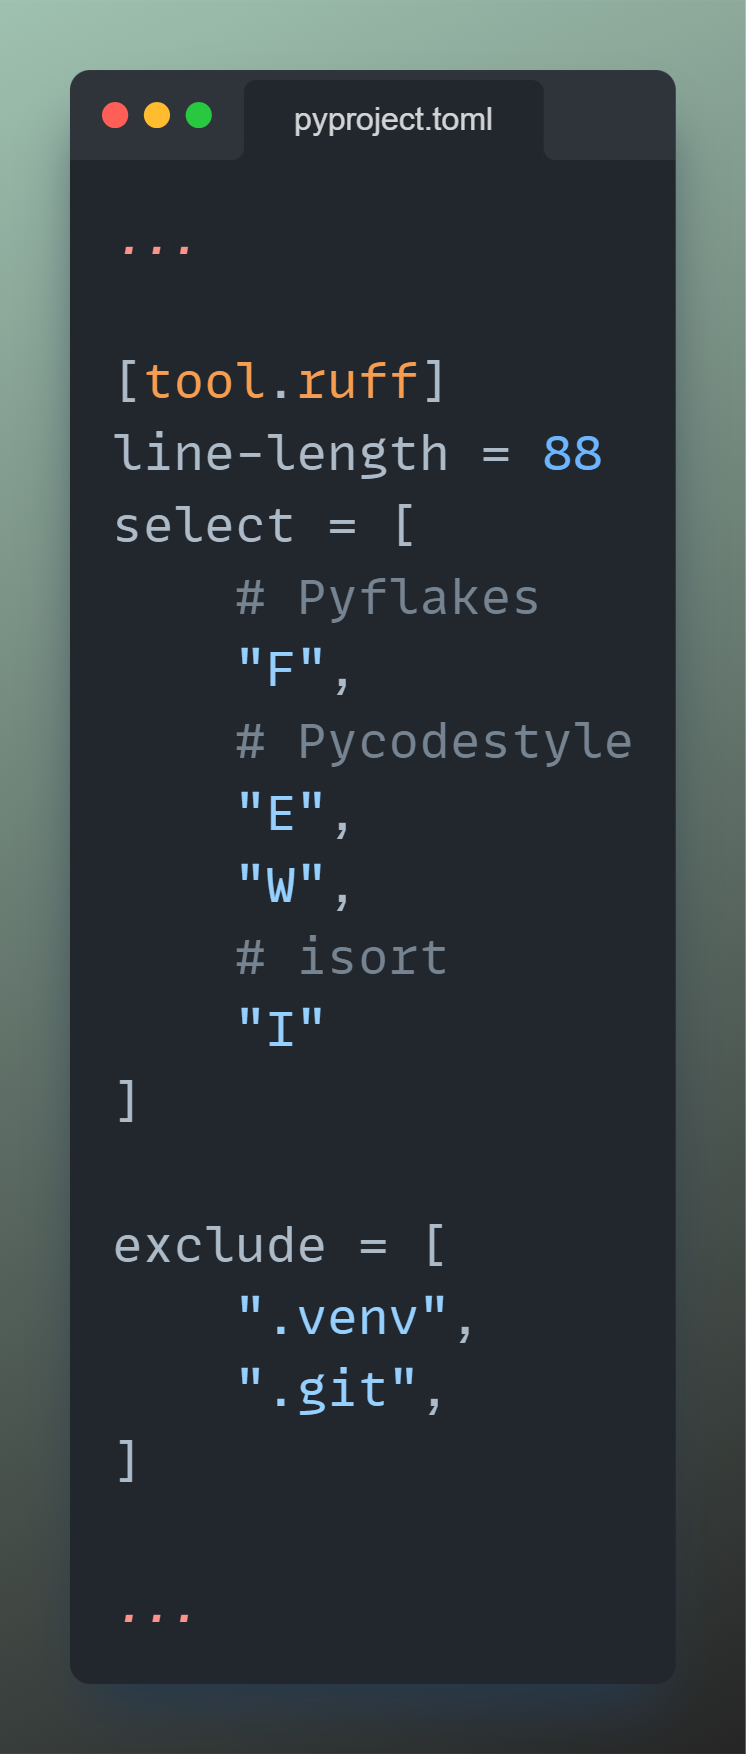 pyproject.toml
...
[tool.ruff]
line-length = 88
select = [
    # Pyflakes
    "F",
    # Pycodestyle
    "E",
    "W",
    # isort
    "I"
]
exclude = [
    ".venv",
    ".git",
]
...